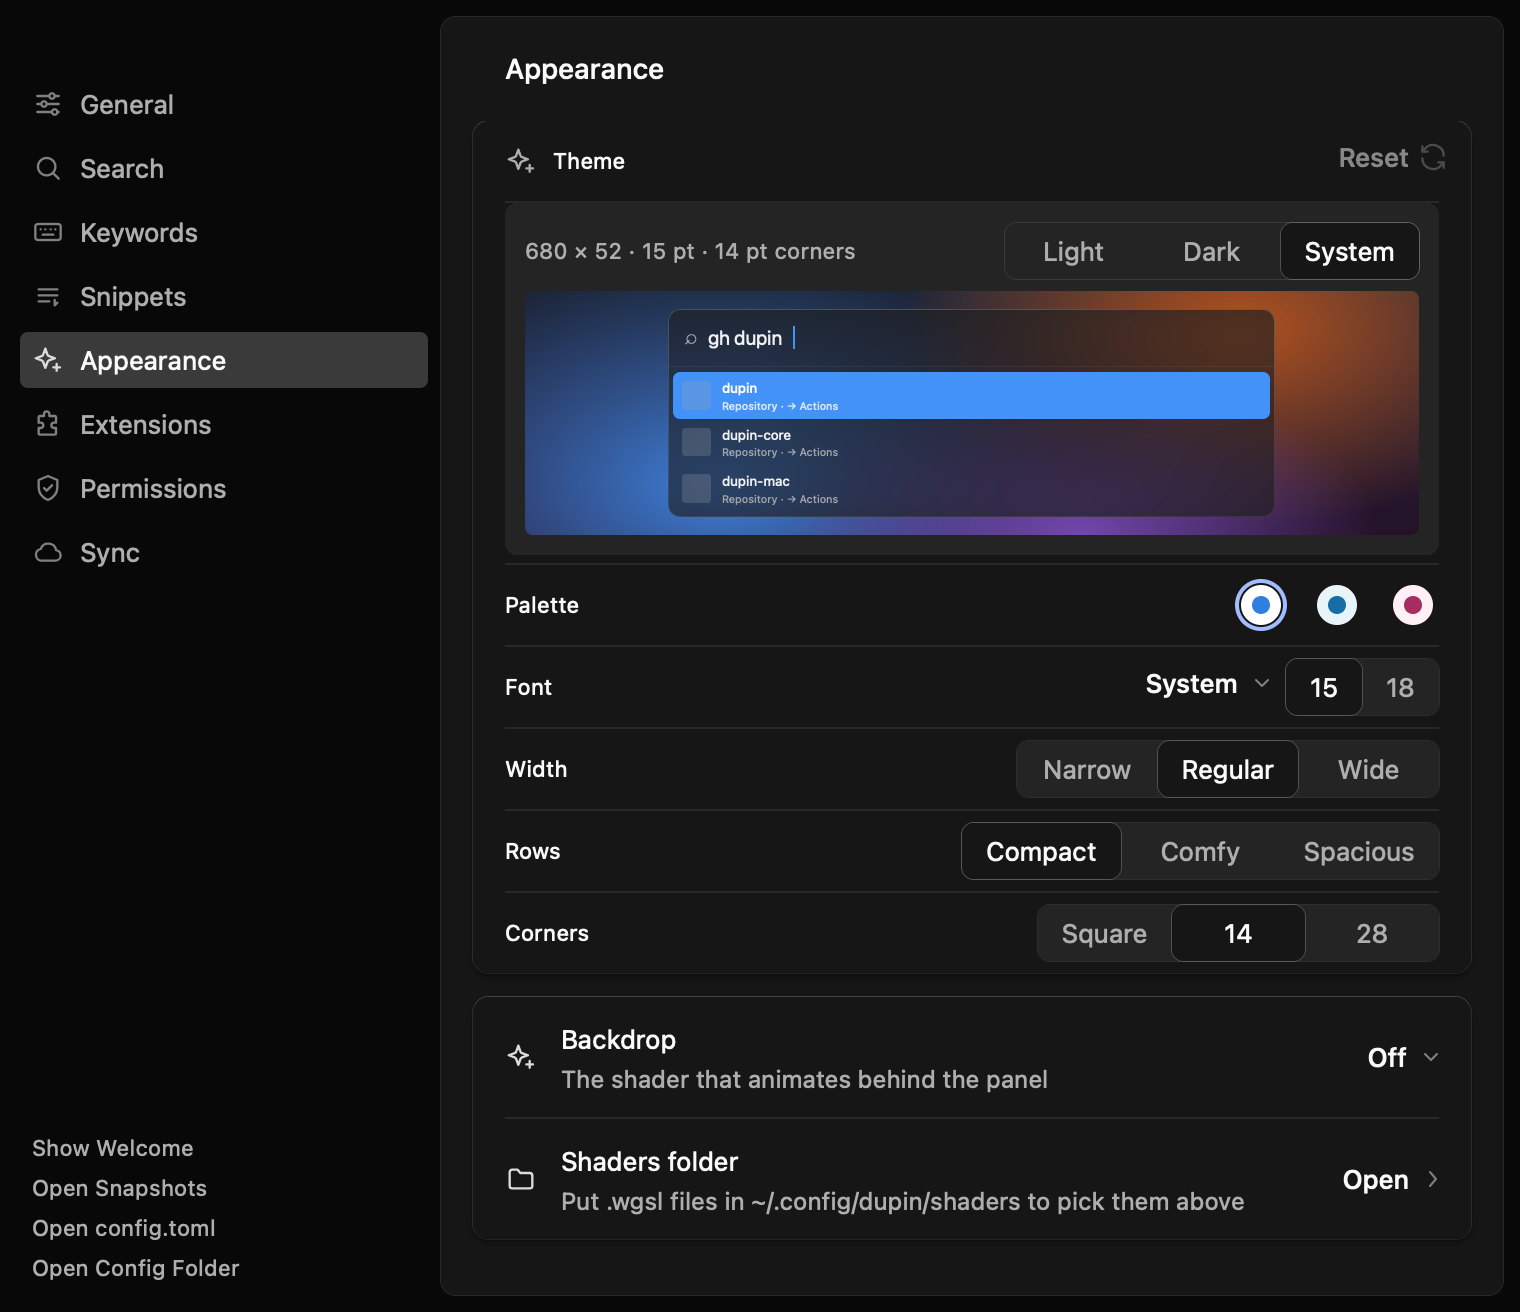 General
Search
Keywords
Snippets
Appearance
Extensions
Permissions
Sync
Show Welcome
Open Snapshots
Open config.toml
Open Config Folder
Appearance
Theme
Reset
680 × 52 · 15 pt · 14 pt corners
Light Dark System
gh dupin
dupin
Repository · → Actions
dupin-core
Repository · → Actions
dupin-mac
Repository · → Actions
Palette
Font
System
15 18
Width
Narrow Regular Wide
Rows
Compact Comfy Spacious
Corners
Square 14 28
Backdrop
The shader that animates behind the panel
Off
Shaders folder
Put .wgsl files in ~/.config/dupin/shaders to pick them above
Open